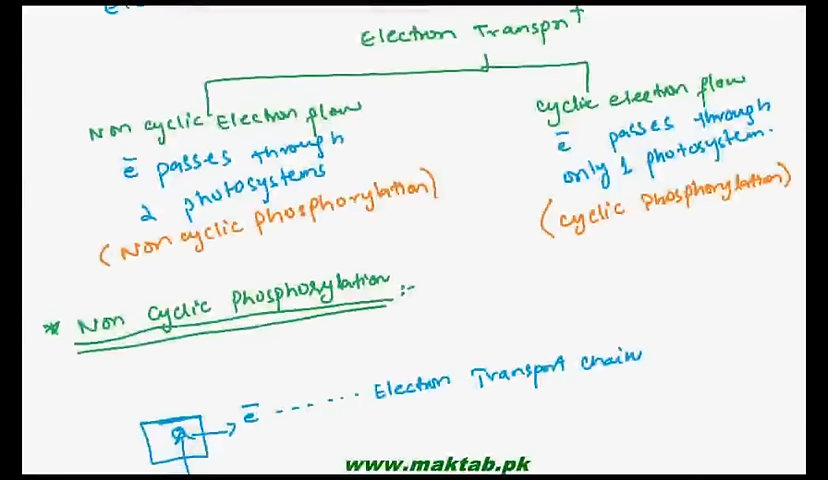 Electron Transport
Non cyclic Electron flow
e̅ passes through
2 photosystems
(Non cyclic phosphorylation)
cyclic electron flow
e̅ passes through
only 1 photosystem.
(cyclic phosphorylation)
* Non Cyclic Phosphorylation :-
e̅ ------- Electron Transport chain
www.maktab.pk